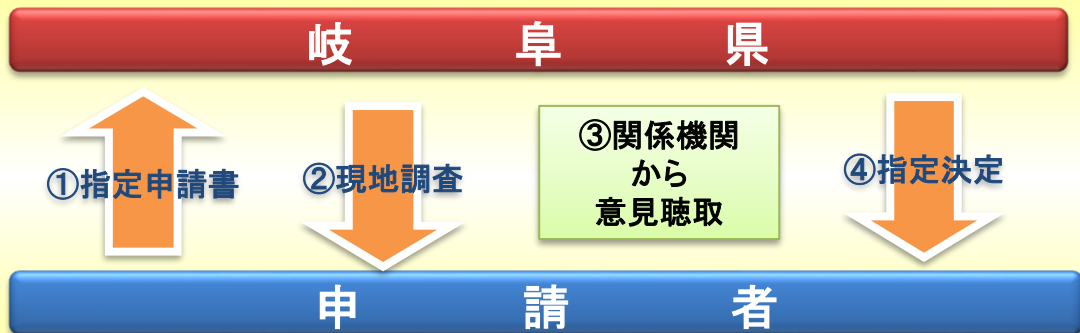 岐阜県
①指定申請書
②現地調査
③関係機関
から
意見聴取
④指定決定
申請者